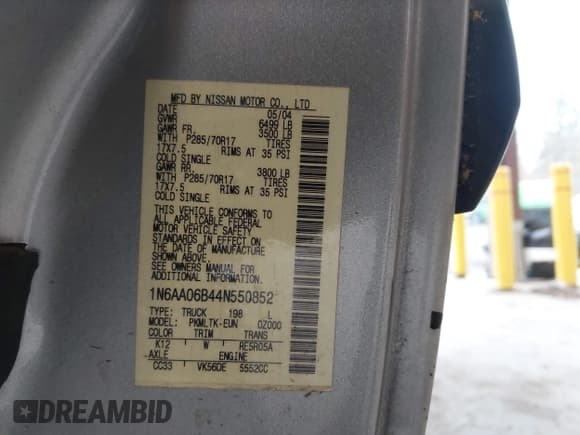 MFD BY NISSAN MOTOR CO., LTD
DATE 05/04
GVWR 6499 LB
GAWR FR. 3500 LB
WITH P285/70R17 TIRES
17X7.5 RIMS AT 35 PSI
COLD SINGLE
GAWR RR. 3800 LB
WITH P285/70R17 TIRES
17X7.5 RIMS AT 35 PSI
COLD SINGLE
THIS VEHICLE CONFORMS TO
ALL APPLICABLE FEDERAL
MOTOR VEHICLE SAFETY
STANDARDS IN EFFECT ON
THE DATE OF MANUFACTURE
SHOWN ABOVE.
SEE OWNERS MANUAL FOR
ADDITIONAL INFORMATION.
1N6AA06B44N550852
TYPE: TRUCK 198 L
MODEL: PKMLTK-EUN 0Z000
COLOR TRIM TRANS
K12 W RE5R05A
AXLE ENGINE
CC33 VK56DE 5552CC
DREAMBID